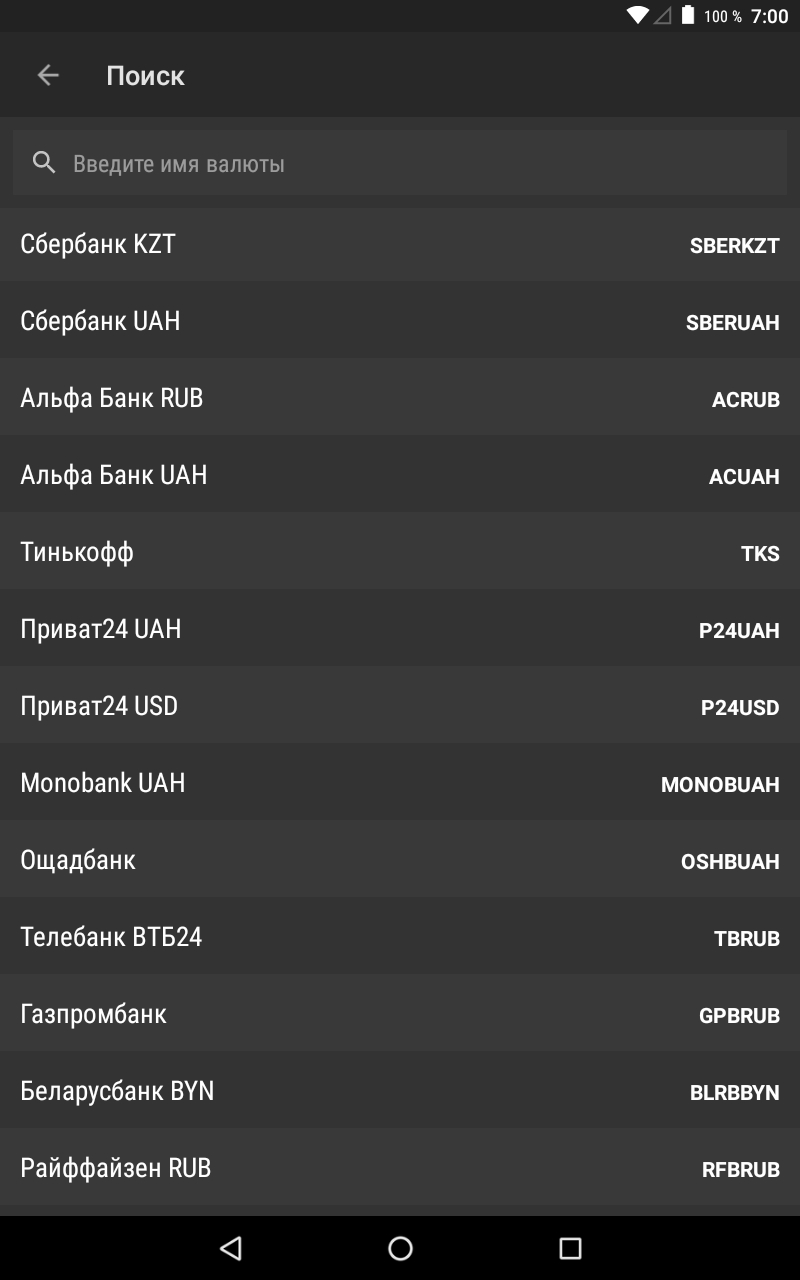 100 % 7:00
Поиск
Введите имя валюты
Сбербанк KZT SBERKZT
Сбербанк UAH SBERUAH
Альфа Банк RUB ACRUB
Альфа Банк UAH ACUAH
Тинькофф TKS
Приват24 UAH P24UAH
Приват24 USD P24USD
Monobank UAH MONOBUAH
Ощадбанк OSHBUAH
Телебанк ВТБ24 TBRUB
Газпромбанк GPBRUB
Беларусбанк BYN BLRBBYN
Райффайзен RUB RFBRUB